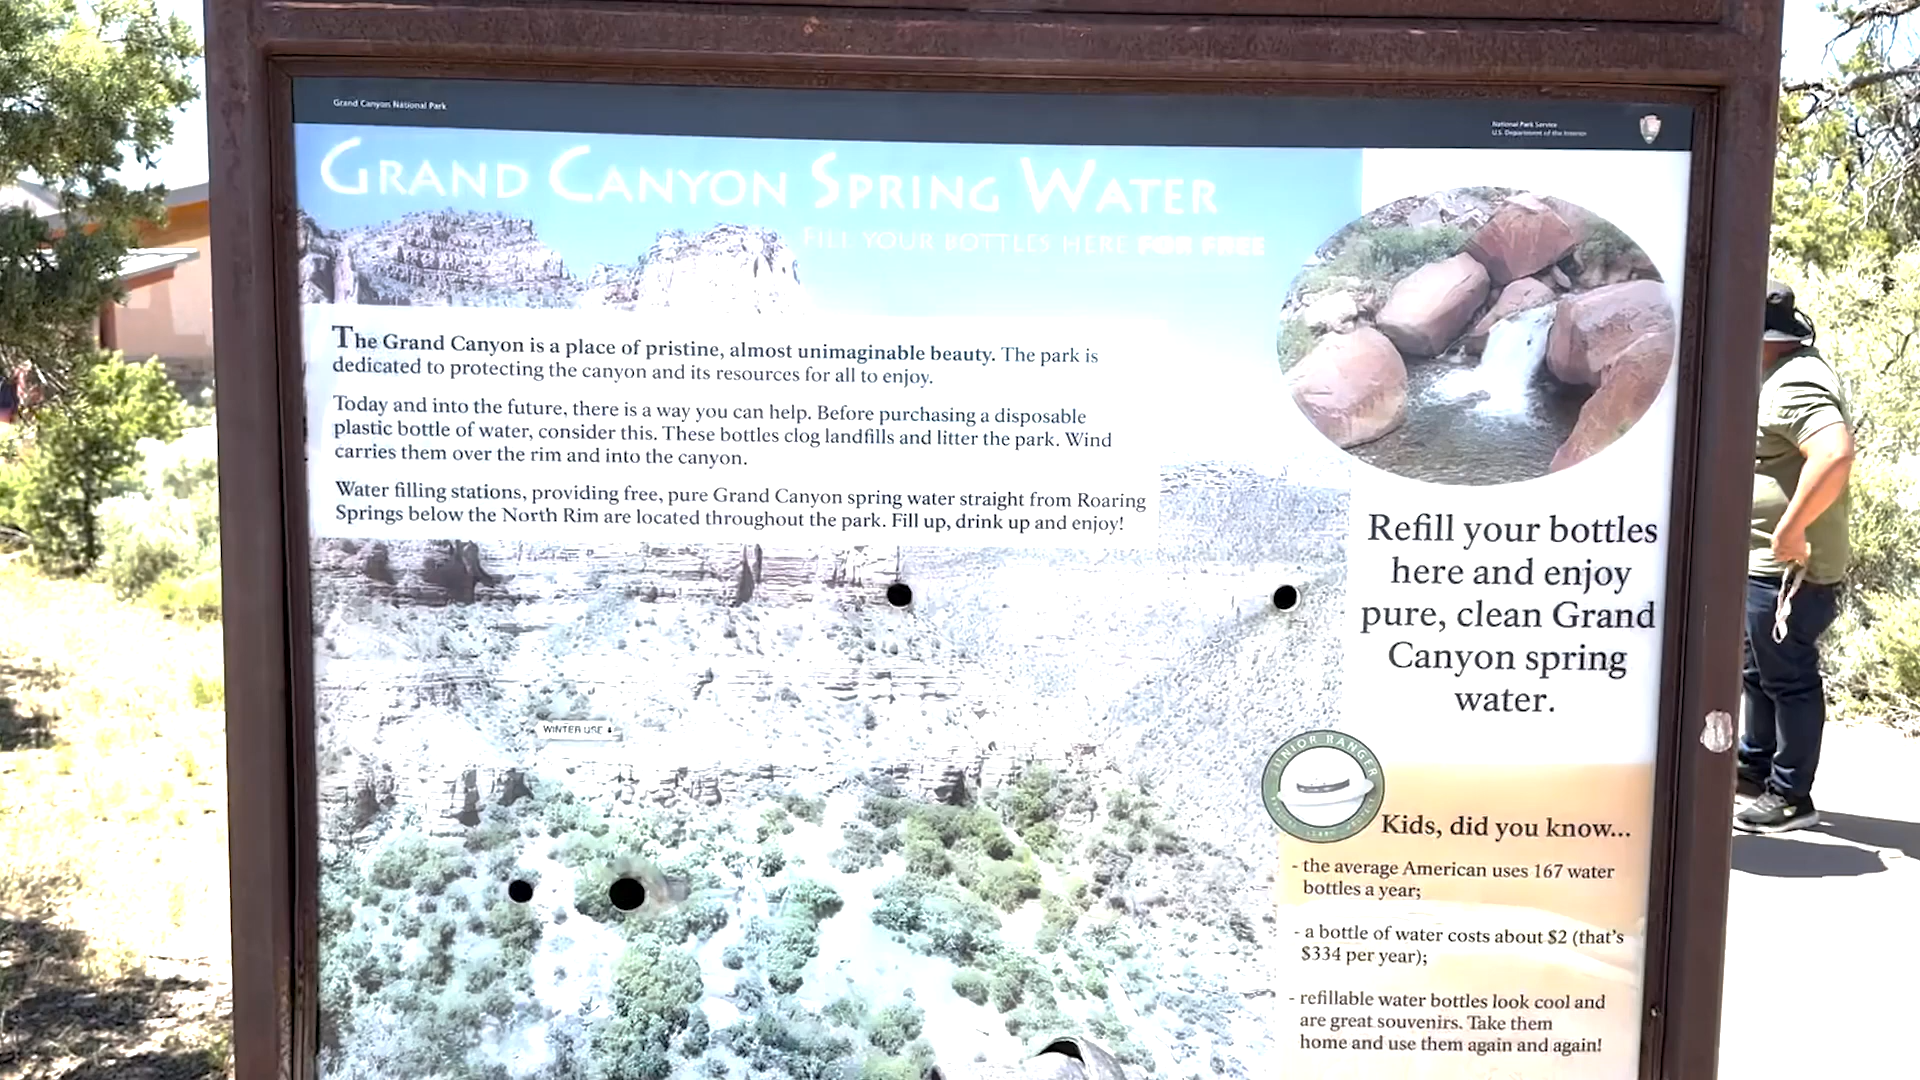 Grand Canyon National Park
National Park Service
U.S. Department of the Interior
GRAND CANYON SPRING WATER
FILL YOUR BOTTLES HERE FOR FREE
The Grand Canyon is a place of pristine, almost unimaginable beauty. The park is
dedicated to protecting the canyon and its resources for all to enjoy.
Today and into the future, there is a way you can help. Before purchasing a disposable
plastic bottle of water, consider this. These bottles clog landfills and litter the park. Wind
carries them over the rim and into the canyon.
Water filling stations, providing free, pure Grand Canyon spring water straight from Roaring
Springs below the North Rim are located throughout the park. Fill up, drink up and enjoy!
WINTER USE
Refill your bottles
here and enjoy
pure, clean Grand
Canyon spring
water.
JUNIOR RANGER
Kids, did you know...
- the average American uses 167 water
bottles a year;
- a bottle of water costs about $2 (that's
$334 per year);
- refillable water bottles look cool and
are great souvenirs. Take them
home and use them again and again!